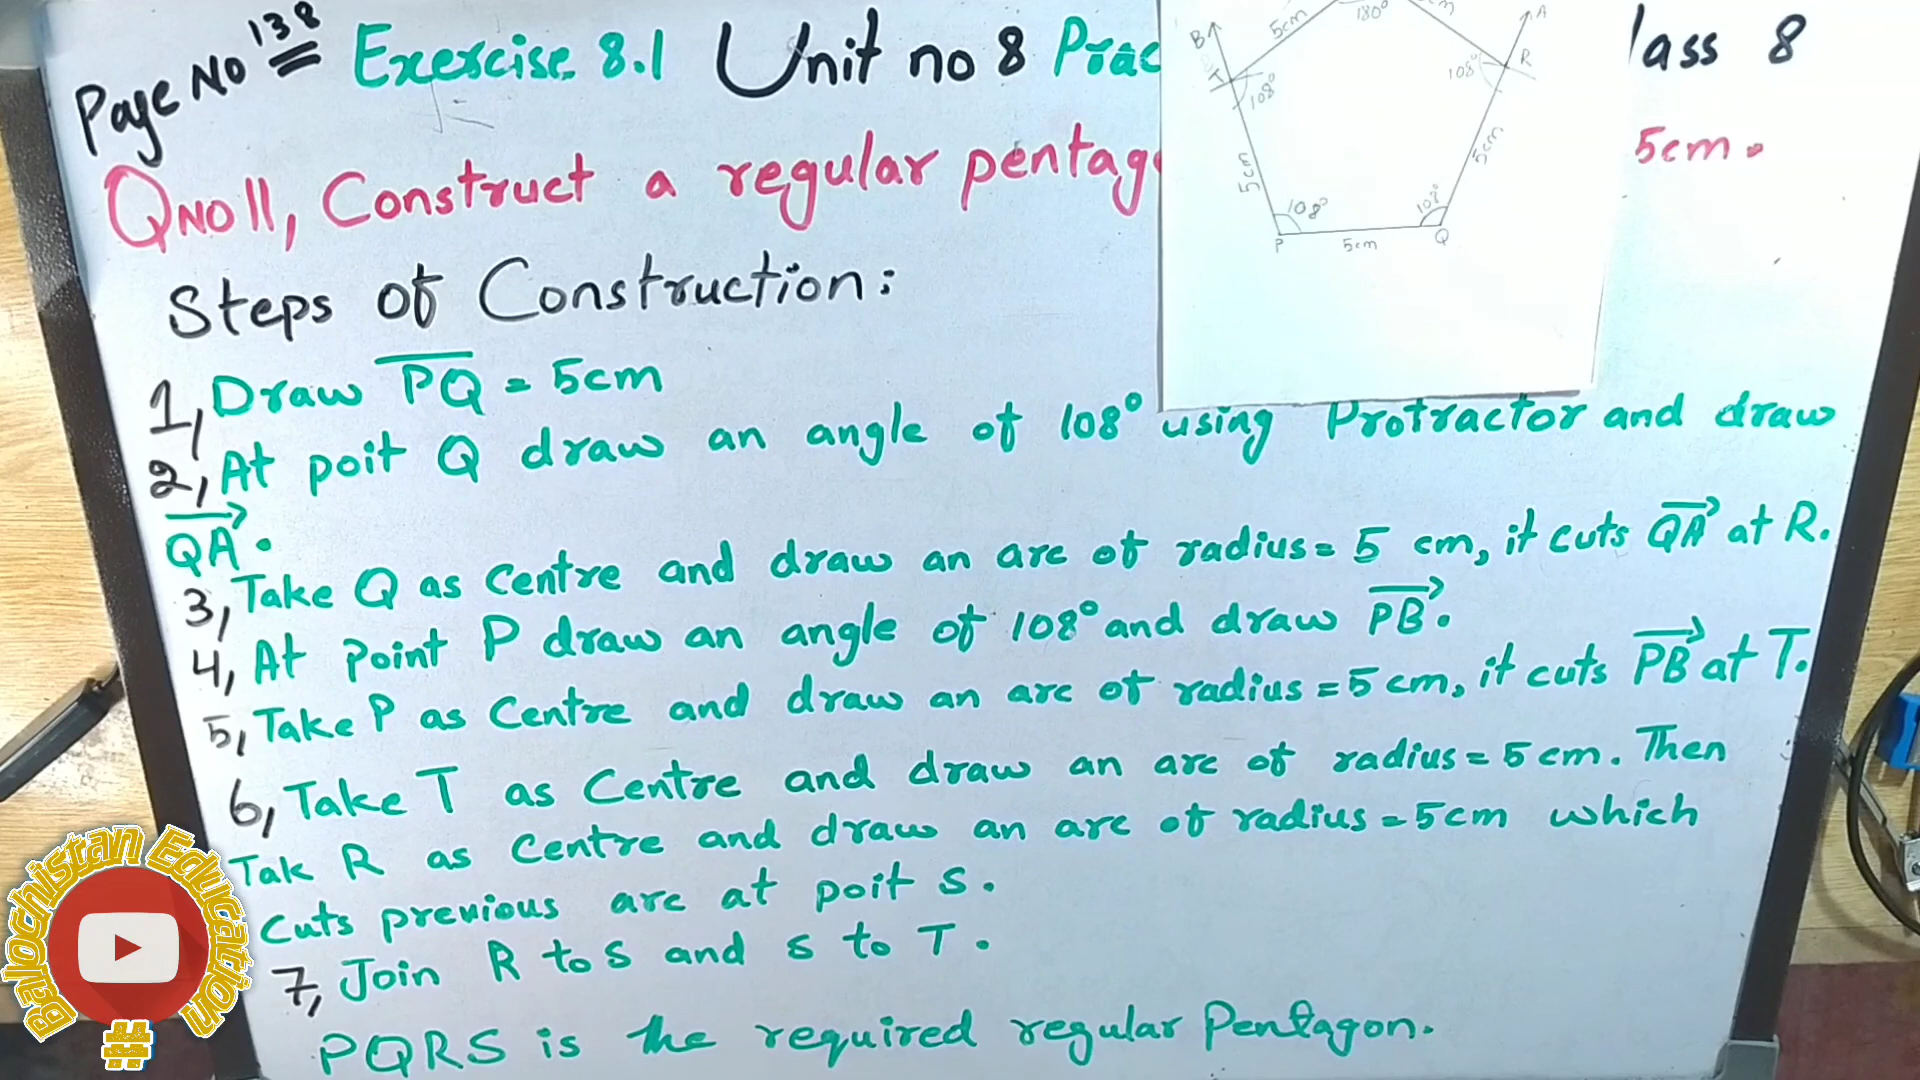 Page No 138 Exercise 8.1 Unit no 8 Prac lass 8
QNo11, Construct a regular pentag 5cm.
Steps of Construction:
1, Draw PQ = 5cm
2, At poit Q draw an angle of 108° using Protractor and draw
QA.
3, Take Q as Centre and draw an arc of radius = 5 cm, it cuts QA at R.
4, At point P draw an angle of 108° and draw PB.
5, Take P as Centre and draw an arc of radius = 5cm, it cuts PB at T.
6, Take T as Centre and draw an arc of radius = 5cm. Then
Tak R as Centre and draw an arc of radius = 5cm which
Cuts previous arc at poit S.
7, Join R to S and S to T.
PQRS is the required regular Pentagon.
B 5cm 180° cm A
T 108° 108° R
5cm 5cm
108° 108°
P 5cm Q
Balochistan Education
#